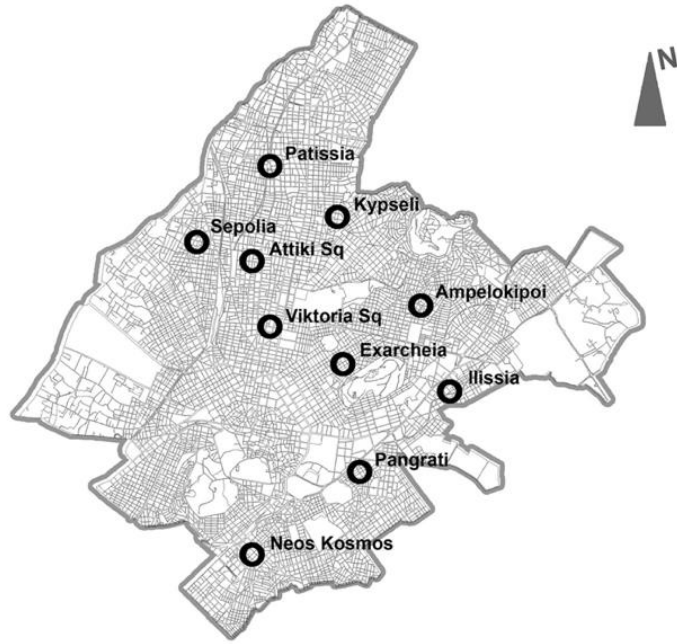 N
Patissia
Kypseli
Sepolia
Attiki Sq
Ampelokipoi
Viktoria Sq
Exarcheia
Ilissia
Pangrati
Neos Kosmos